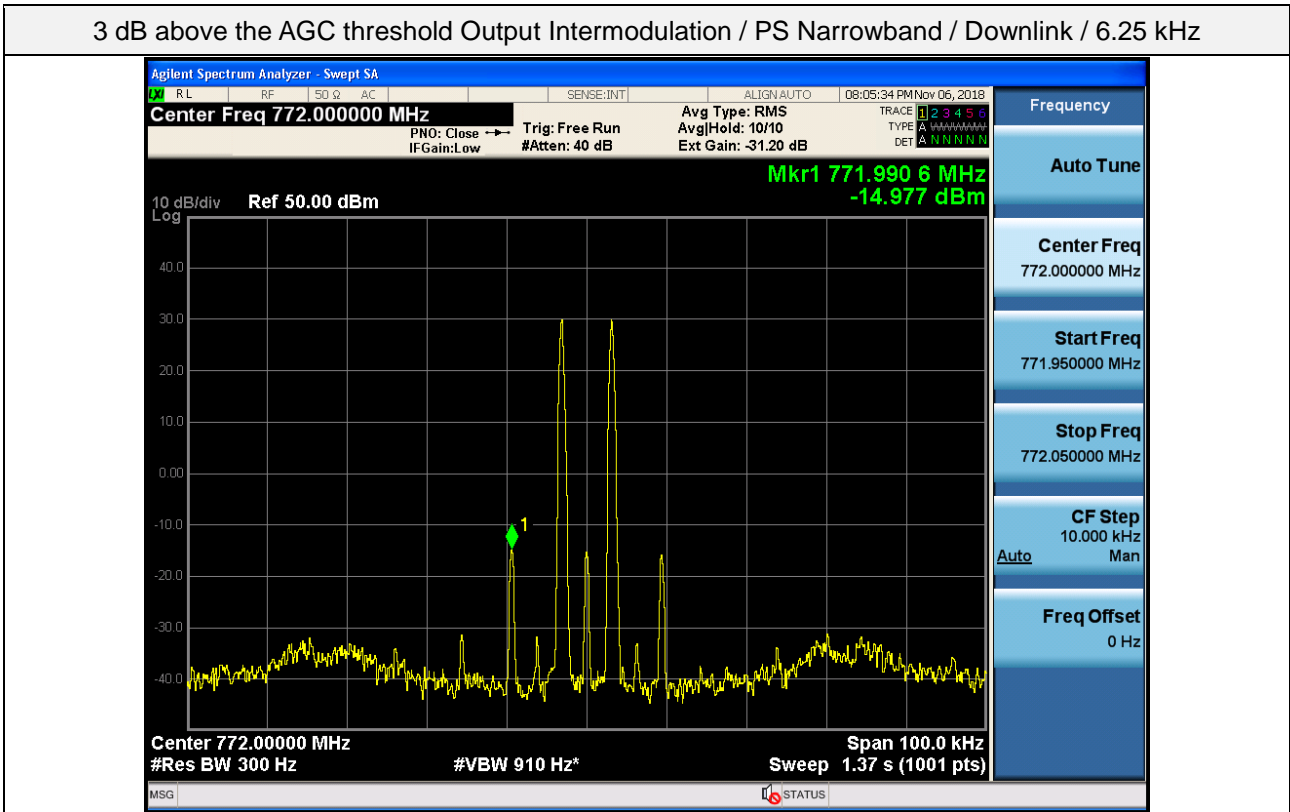 3 dB above the AGC threshold Output Intermodulation / PS Narrowband / Downlink / 6.25 kHz
Agilent Spectrum Analyzer - Swept SA
LXI RL RF 50 Ω AC SENSE:INT ALIGN AUTO 08:05:34 PM Nov 06, 2018
Center Freq 772.000000 MHz
PNO: Close
IFGain:Low
Trig: Free Run
#Atten: 40 dB
Avg Type: RMS
Avg|Hold: 10/10
Ext Gain: -31.20 dB
TRACE 1 2 3 4 5 6
TYPE A WWWWW
DET A N N N N N
Mkr1 771.990 6 MHz
-14.977 dBm
10 dB/div Ref 50.00 dBm
Log
40.0
30.0
20.0
10.0
0.00
-10.0
-20.0
-30.0
-40.0
1
Center 772.00000 MHz
Span 100.0 kHz
#Res BW 300 Hz
#VBW 910 Hz*
Sweep 1.37 s (1001 pts)
MSG
STATUS
Frequency
Auto Tune
Center Freq
772.000000 MHz
Start Freq
771.950000 MHz
Stop Freq
772.050000 MHz
CF Step
10.000 kHz
Auto Man
Freq Offset
0 Hz